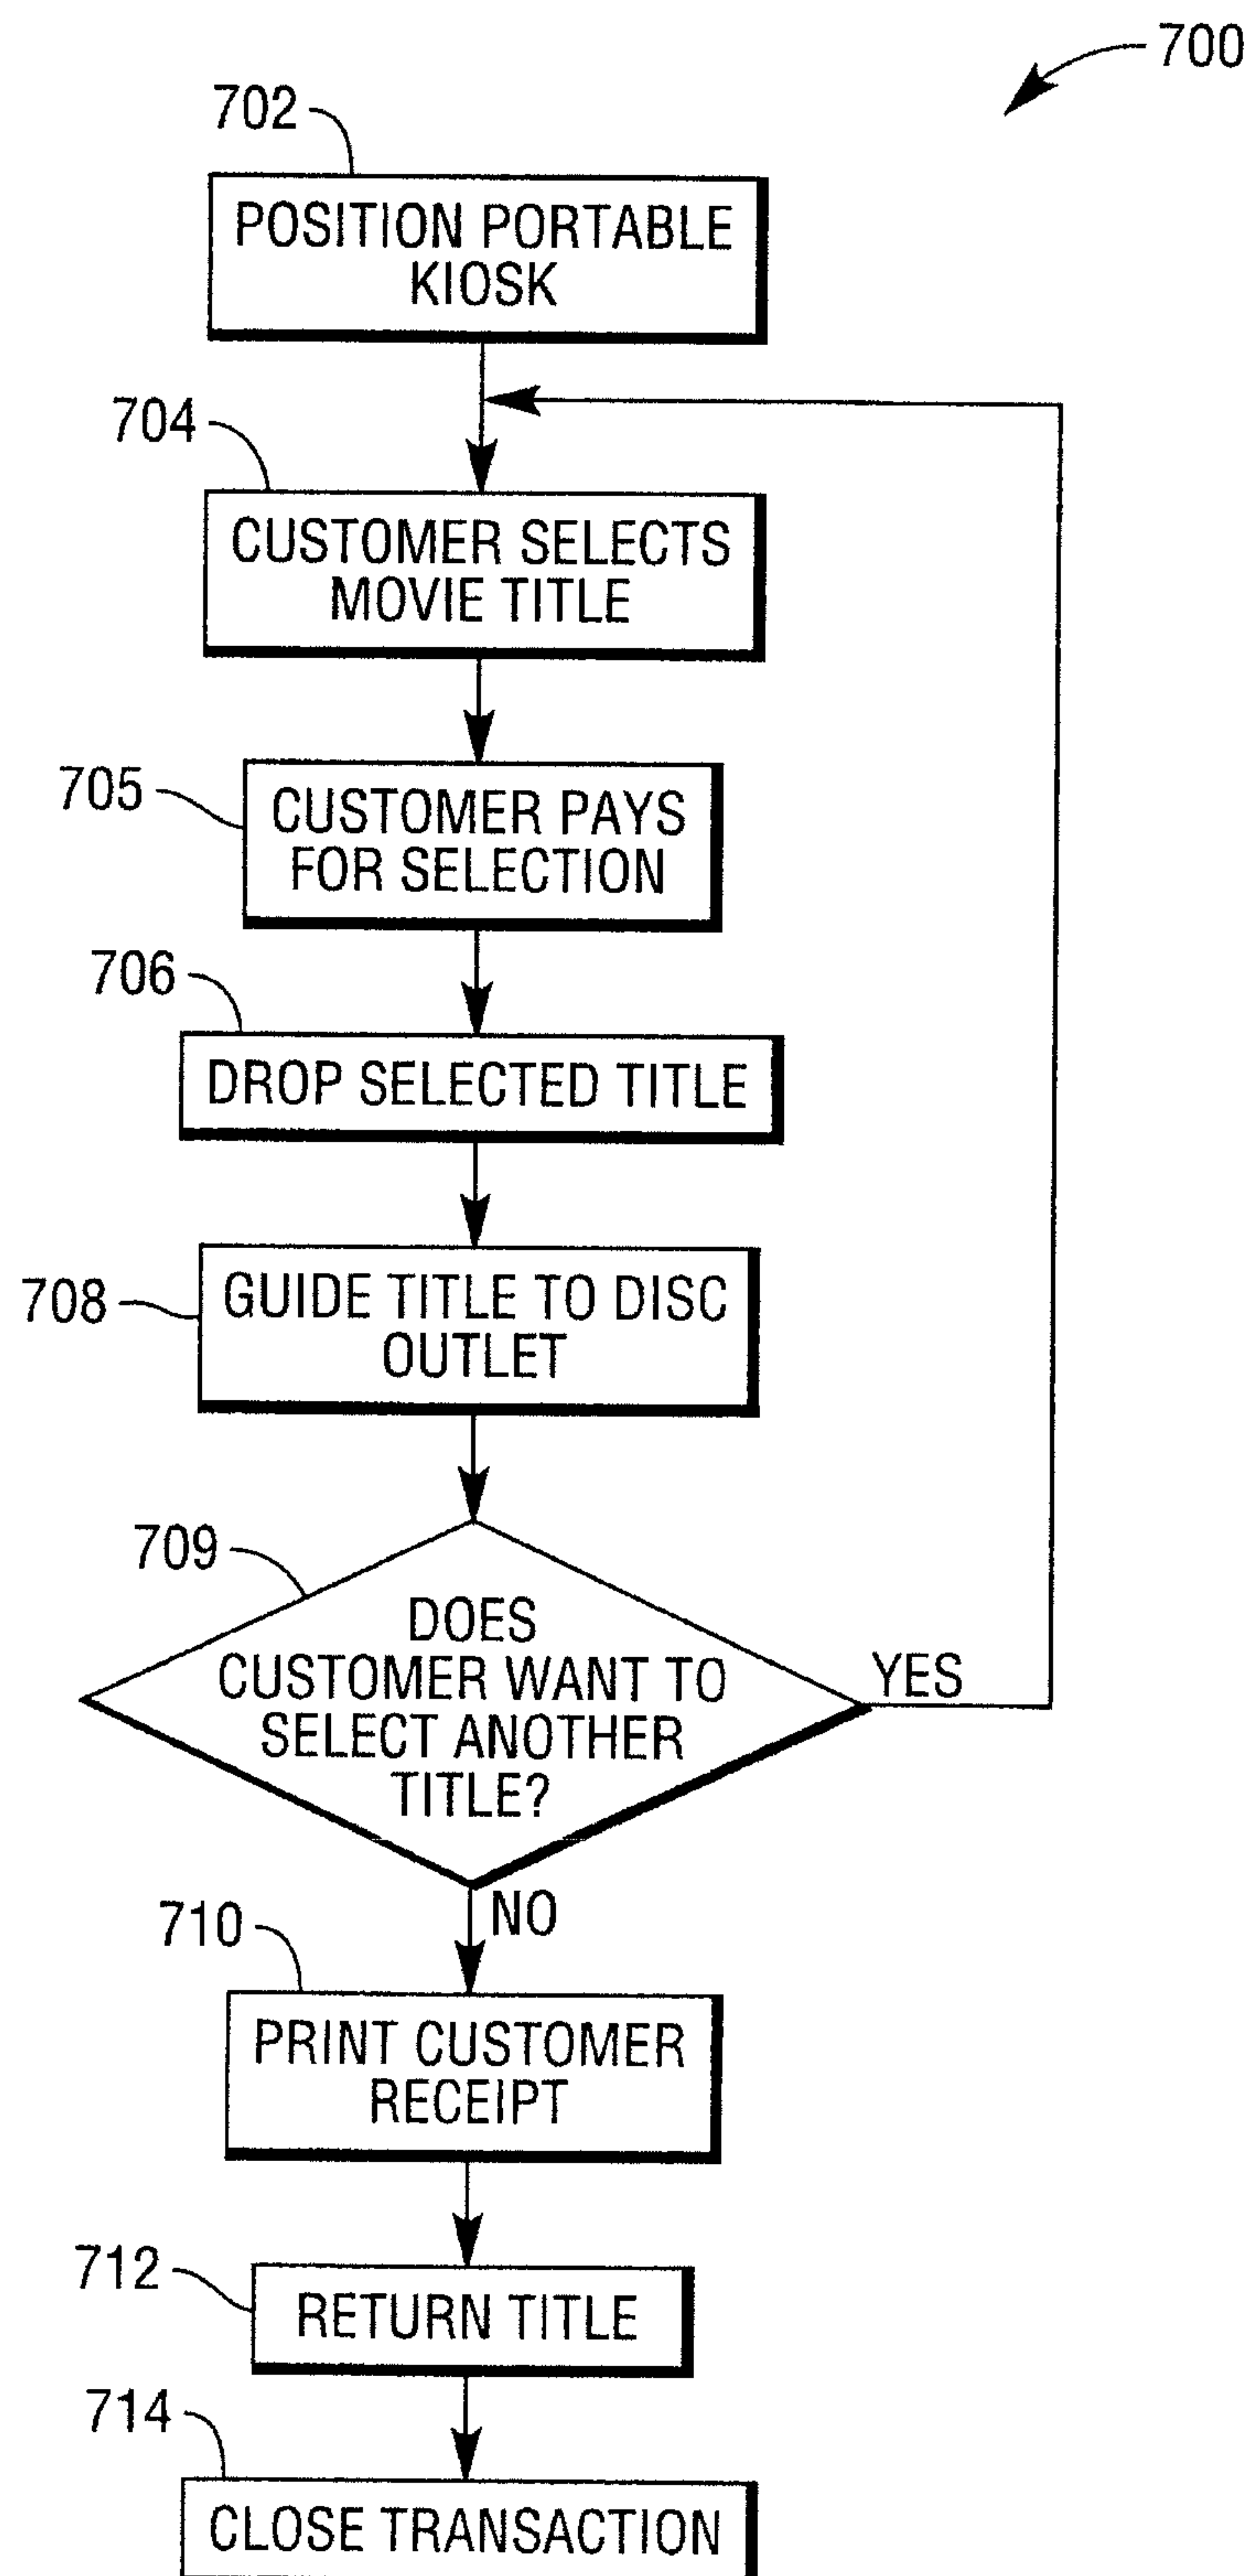 700
702
POSITION PORTABLE
KIOSK
704
CUSTOMER SELECTS
MOVIE TITLE
705
CUSTOMER PAYS
FOR SELECTION
706
DROP SELECTED TITLE
708
GUIDE TITLE TO DISC
OUTLET
709
DOES
CUSTOMER WANT TO
SELECT ANOTHER
TITLE?
YES
NO
710
PRINT CUSTOMER
RECEIPT
712
RETURN TITLE
714
CLOSE TRANSACTION